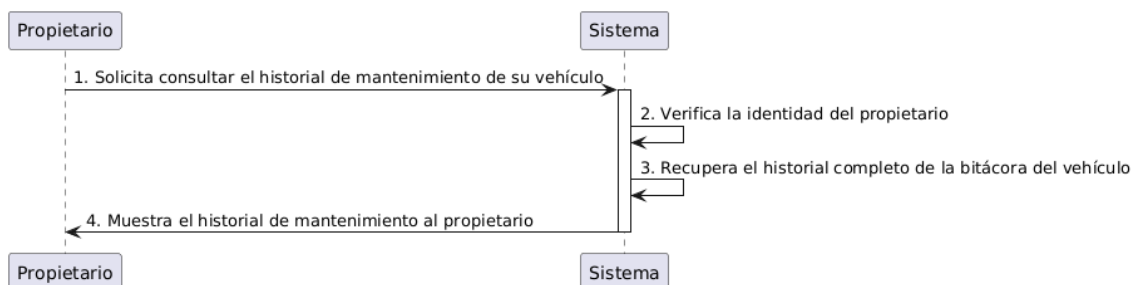 Propietario
Sistema
1. Solicita consultar el historial de mantenimiento de su vehículo
2. Verifica la identidad del propietario
3. Recupera el historial completo de la bitácora del vehículo
4. Muestra el historial de mantenimiento al propietario
Propietario
Sistema